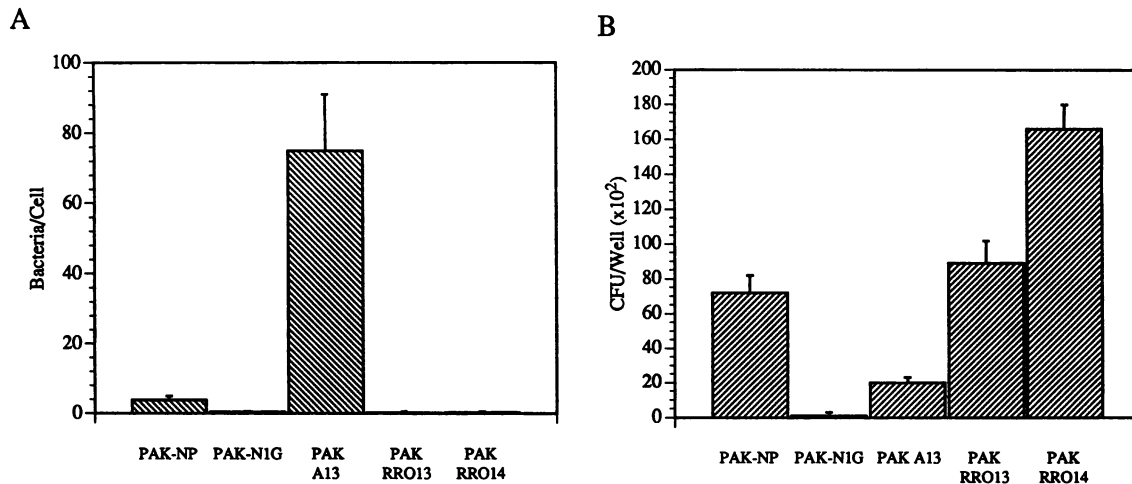 A
100
80
60
40
20
0
Bacteria/Cell
PAK-NP PAK-N1G PAK A13 PAK RRO13 PAK RRO14
B
200
180
160
140
120
100
80
60
40
20
0
CFU/Well (x10²)
PAK-NP PAK-N1G PAK A13 PAK RRO13 PAK RRO14